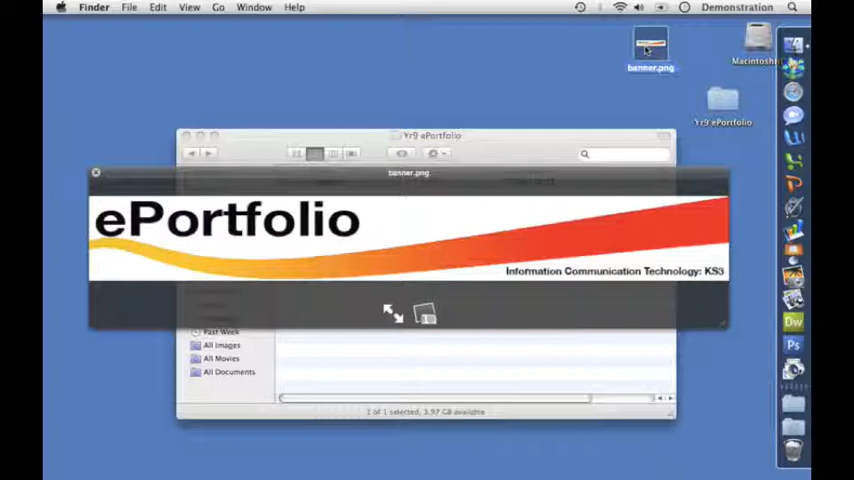 Finder File Edit View Go Window Help Demonstration
banner.png
Macintosh
Yr9 ePortfolio
Yr9 ePortfolio
banner.png
ePortfolio
Information Communication Technology: KS3
Past Week
All Images
All Movies
All Documents
1 of 1 selected, 3.97 GB available
Dw
Ps